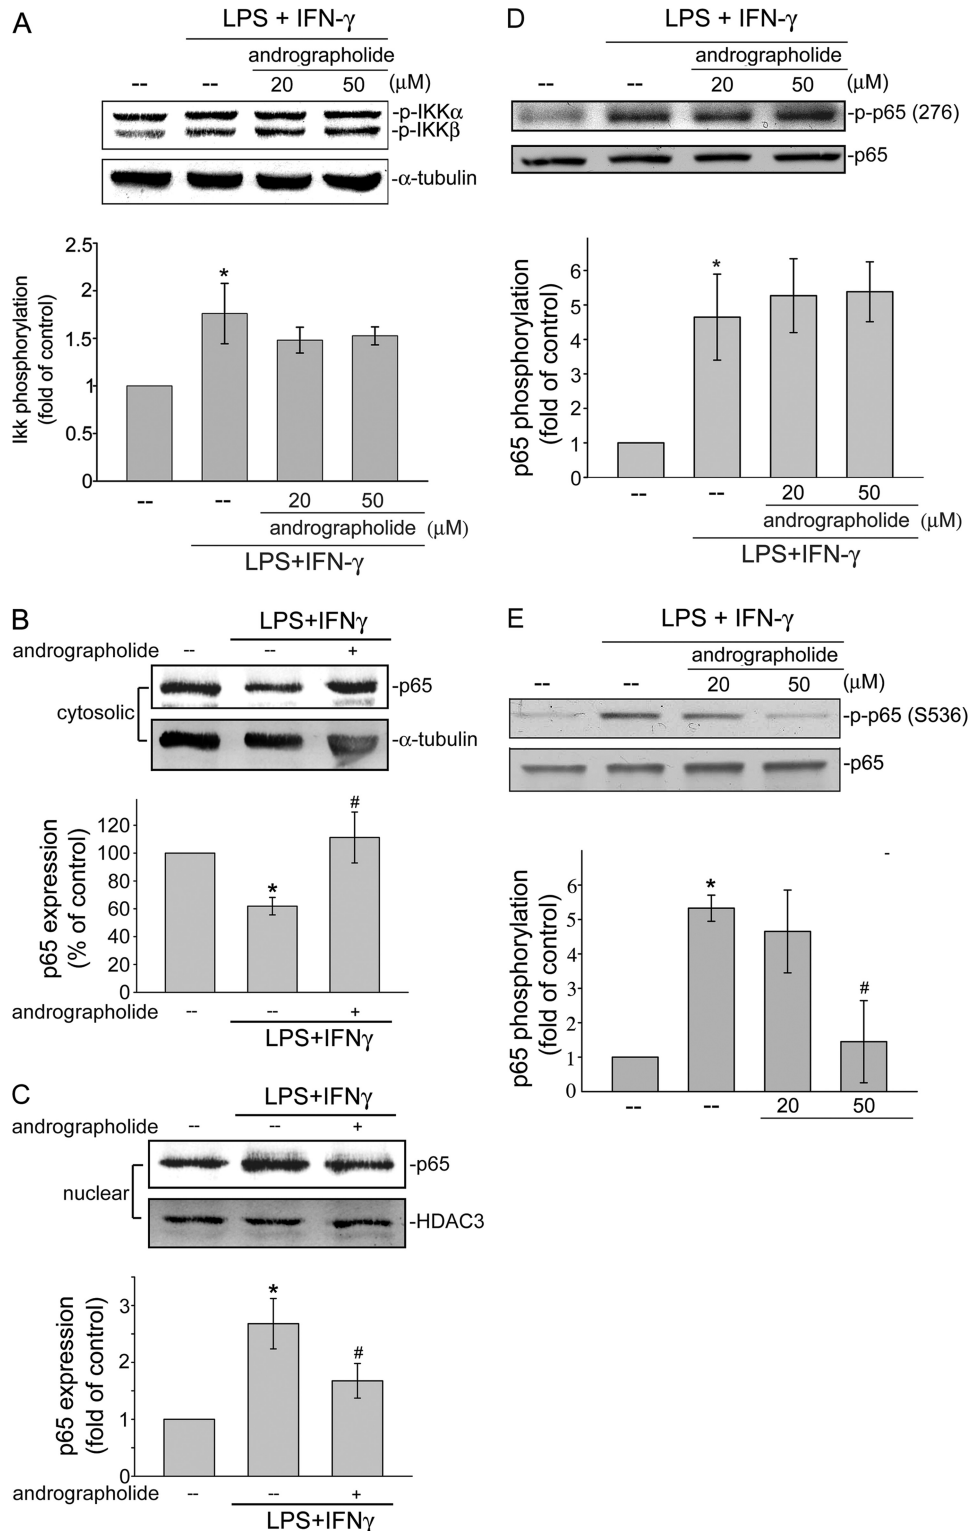 A
LPS + IFN-γ
andrographolide
-- -- 20 50 (μM)
-p-IKKα
-p-IKKβ
-α-tubulin
Ikk phosphorylation
(fold of control)
2.5
2
1.5
1
0.5
0
*
-- -- 20 50
andrographolide (μM)
LPS+IFN-γ
B
LPS+IFNγ
andrographolide -- -- +
cytosolic
-p65
-α-tubulin
p65 expression
(% of control)
120
100
80
60
40
20
0
*
#
andrographolide -- -- +
LPS+IFNγ
C
LPS+IFNγ
andrographolide -- -- +
nuclear
-p65
-HDAC3
p65 expression
(fold of control)
3
2
1
0
*
#
andrographolide -- -- +
LPS+IFNγ
D
LPS + IFN-γ
andrographolide
-- -- 20 50 (μM)
-p-p65 (276)
-p65
p65 phosphorylation
(fold of control)
6
5
4
3
2
1
0
*
-- -- 20 50
andrographolide (μM)
LPS+IFN-γ
E
LPS + IFN-γ
andrographolide
-- -- 20 50 (μM)
-p-p65 (S536)
-p65
p65 phosphorylation
(fold of control)
6
5
4
3
2
1
0
*
#
-
-- -- 20 50